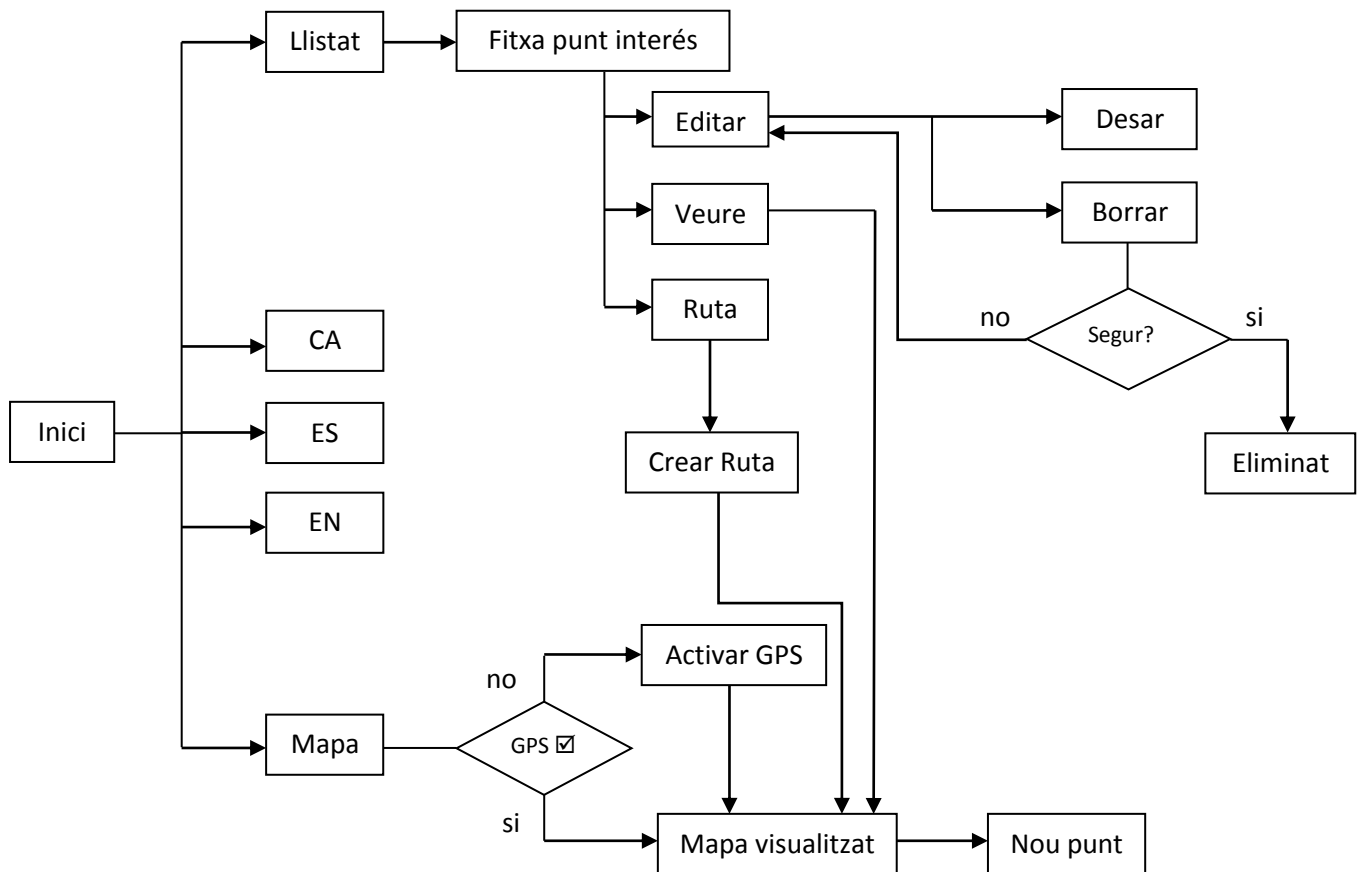 Llistat
Fitxa punt interés
Editar
Desar
Veure
Borrar
Ruta
no
Segur?
si
CA
Inici
ES
Crear Ruta
Eliminat
EN
Activar GPS
no
Mapa
GPS ☑
si
Mapa visualitzat
Nou punt